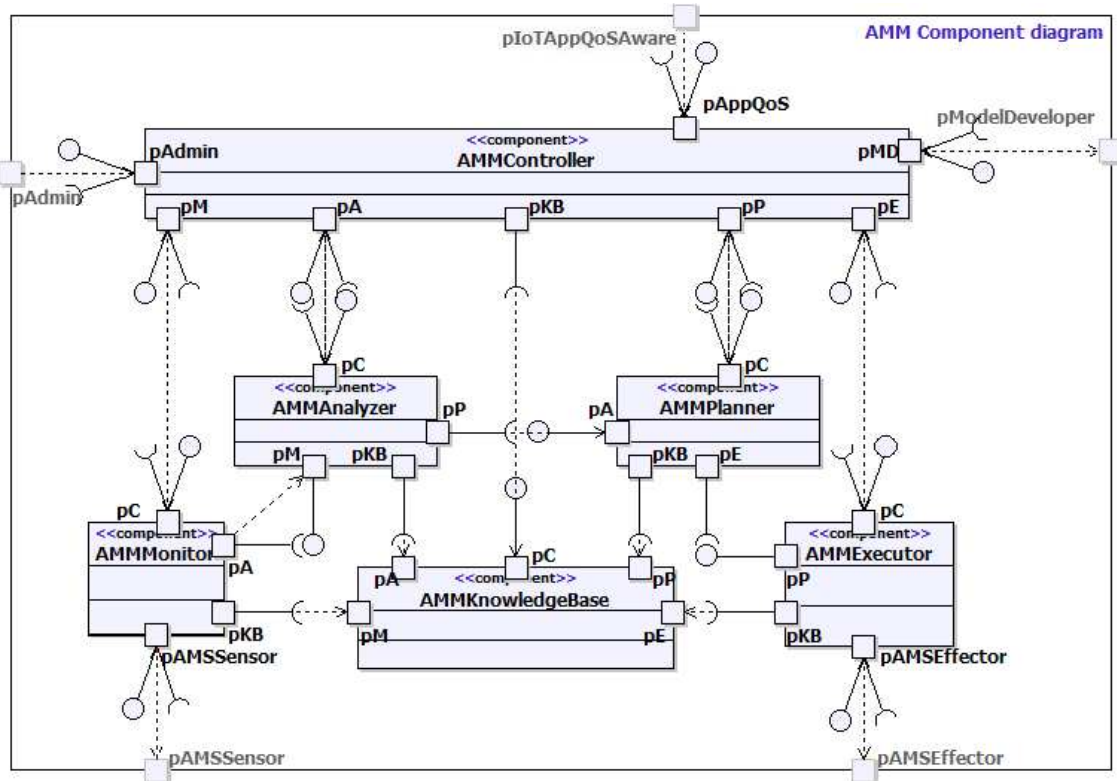 AMM Component diagram
pIoTAppQoSAware
pAppQoS
pModelDeveloper
<<component>>
AMMController
pAdmin
pMD
pAdmin
pM
pA
pKB
pP
pE
pC
pC
<<component>>
AMMAnalyzer
<<component>>
AMMPlanner
pP
pA
pM
pKB
pKB
pE
pC
pC
<<component>>
AMMMonitor
<<component>>
AMMExecutor
pA
pC
pA
<<component>>
pP
pP
AMMKnowledgeBase
pKB
pM
pE
pKB
pAMSSensor
pAMSEffector
pAMSSensor
pAMSEffector